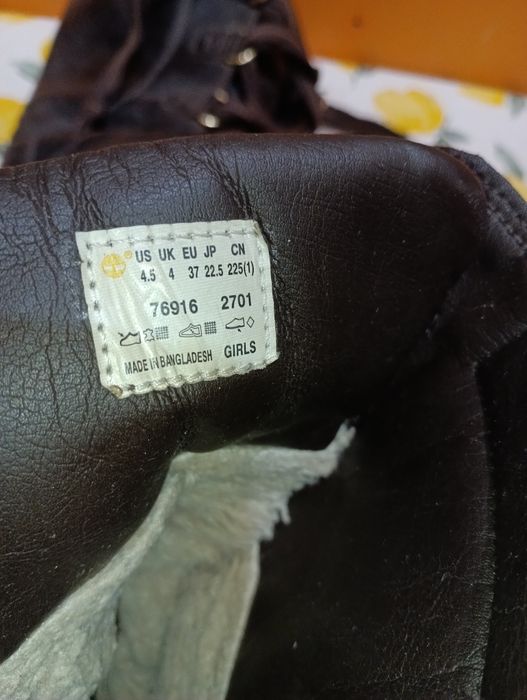 ® US UK EU JP CN
4.5 4 37 22.5 225(1)
76916 2701
MADE IN BANGLADESH GIRLS